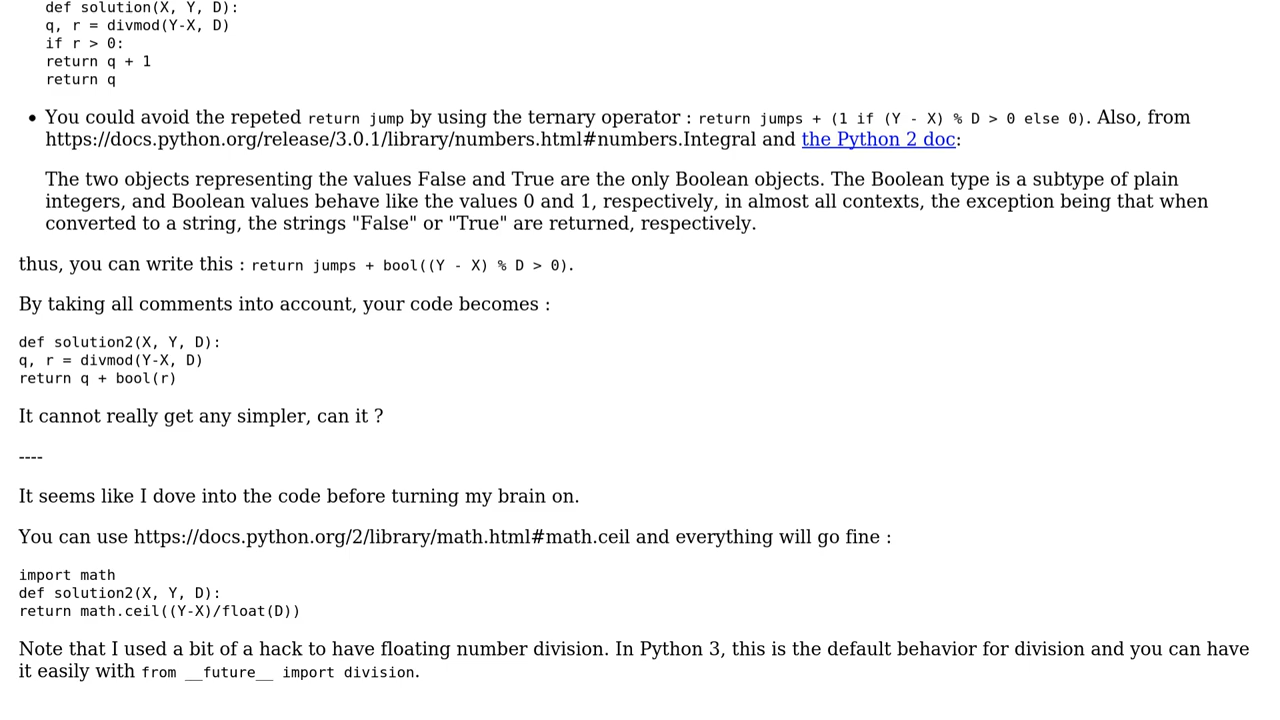 def solution(X, Y, D):
q, r = divmod(Y-X, D)
if r > 0:
return q + 1
return q
• You could avoid the repeted return jump by using the ternary operator : return jumps + (1 if (Y - X) % D > 0 else 0). Also, from
https://docs.python.org/release/3.0.1/library/numbers.html#numbers.Integral and the Python 2 doc:
The two objects representing the values False and True are the only Boolean objects. The Boolean type is a subtype of plain
integers, and Boolean values behave like the values 0 and 1, respectively, in almost all contexts, the exception being that when
converted to a string, the strings "False" or "True" are returned, respectively.
thus, you can write this : return jumps + bool((Y - X) % D > 0).
By taking all comments into account, your code becomes :
def solution2(X, Y, D):
q, r = divmod(Y-X, D)
return q + bool(r)
It cannot really get any simpler, can it ?
----
It seems like I dove into the code before turning my brain on.
You can use https://docs.python.org/2/library/math.html#math.ceil and everything will go fine :
import math
def solution2(X, Y, D):
return math.ceil((Y-X)/float(D))
Note that I used a bit of a hack to have floating number division. In Python 3, this is the default behavior for division and you can have
it easily with from __future__ import division.